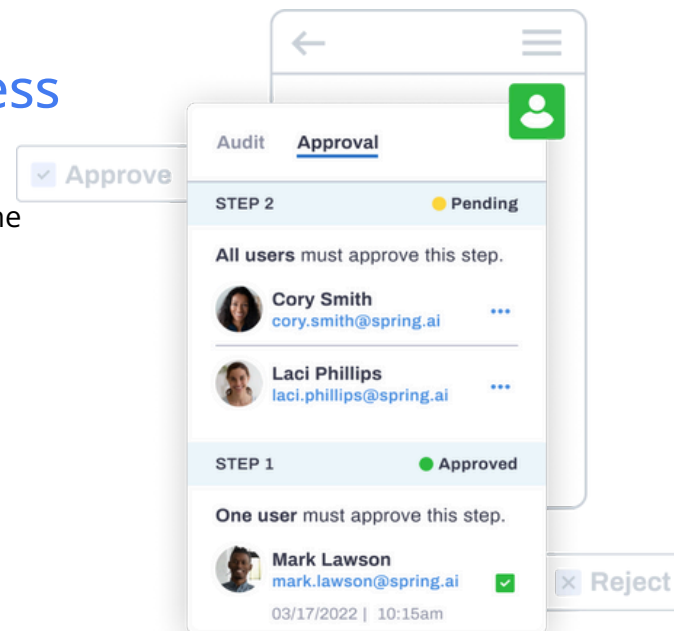 ess
Approve
ne
Audit Approval
STEP 2 Pending
All users must approve this step.
Cory Smith
cory.smith@spring.ai
Laci Phillips
laci.phillips@spring.ai
STEP 1 Approved
One user must approve this step.
Mark Lawson
mark.lawson@spring.ai
03/17/2022 | 10:15am
Reject